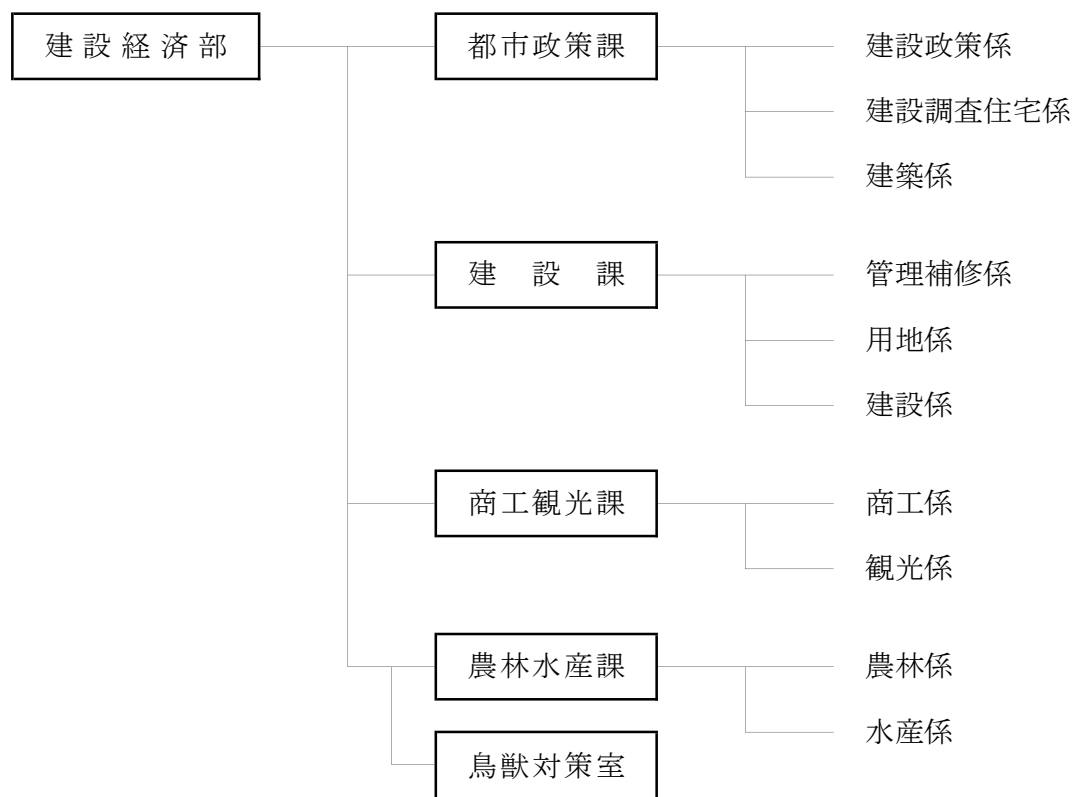 建設経済部
都市政策課
建設政策係
建設調査住宅係
建築係
建設課
管理補修係
用地係
建設係
商工観光課
商工係
観光係
農林水産課
農林係
水産係
鳥獣対策室